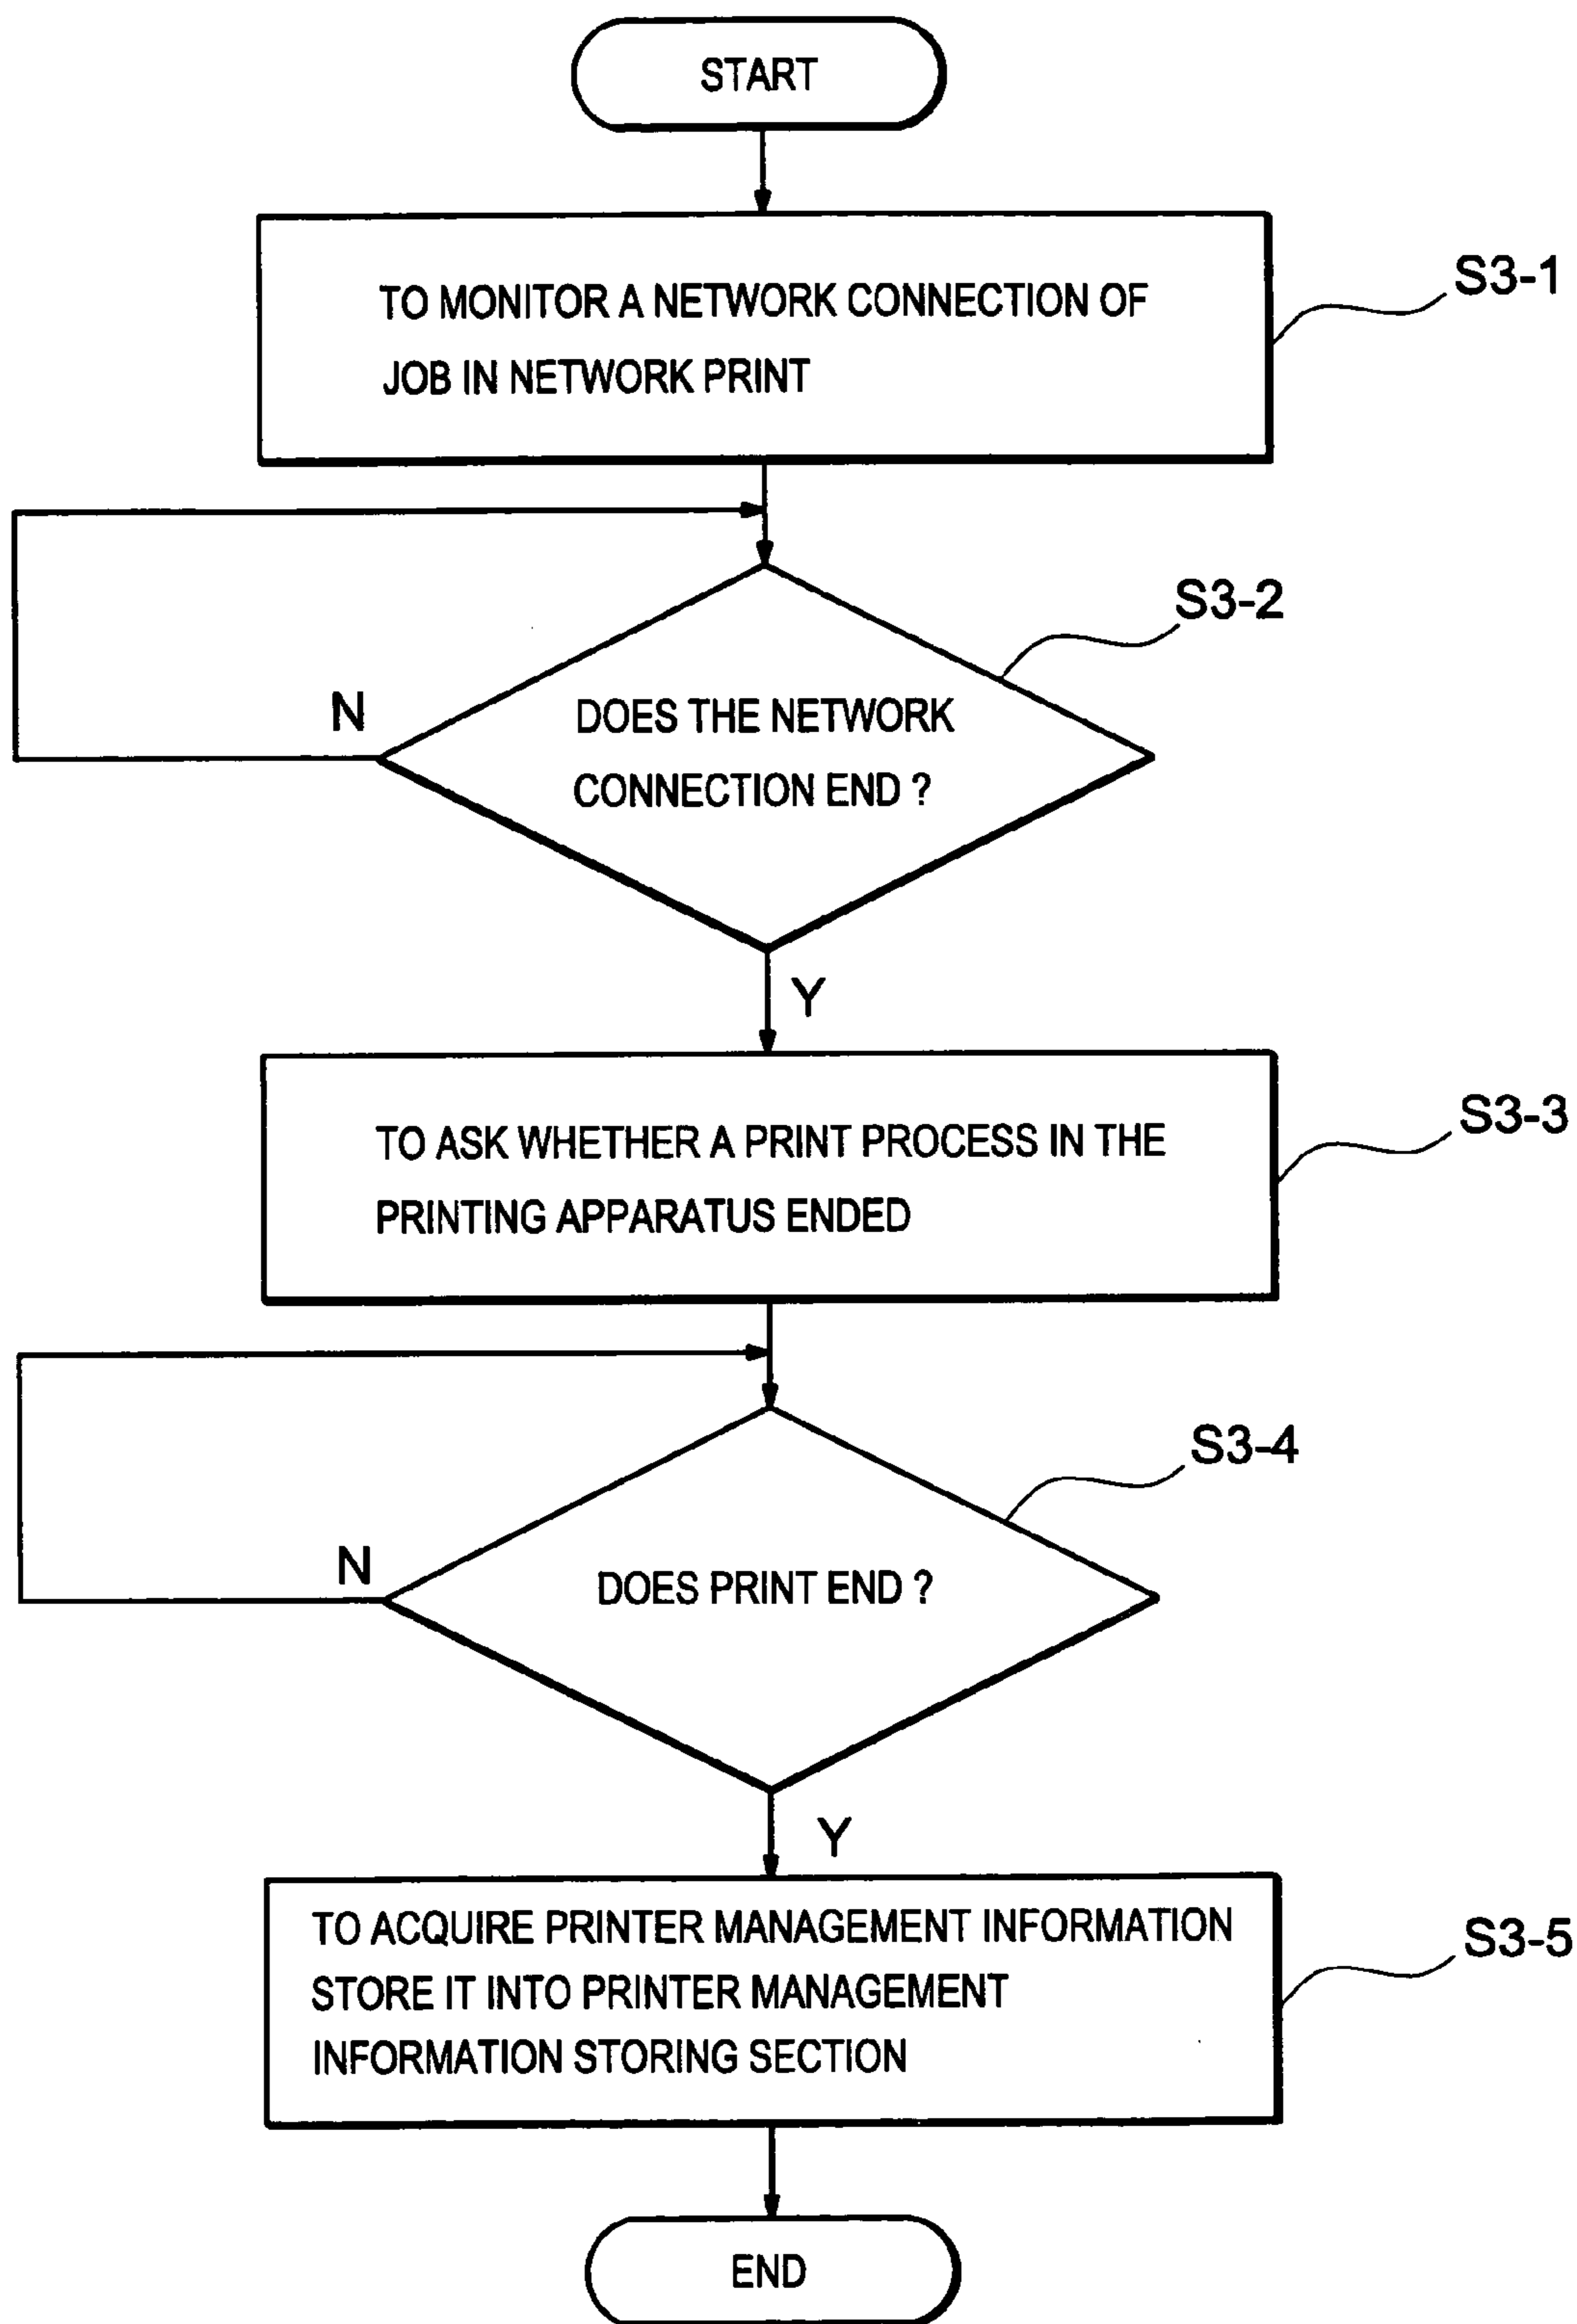 START
TO MONITOR A NETWORK CONNECTION OF
JOB IN NETWORK PRINT
S3-1
S3-2
DOES THE NETWORK
CONNECTION END ?
N
Y
TO ASK WHETHER A PRINT PROCESS IN THE
PRINTING APPARATUS ENDED
S3-3
S3-4
DOES PRINT END ?
N
Y
TO ACQUIRE PRINTER MANAGEMENT INFORMATION
STORE IT INTO PRINTER MANAGEMENT
INFORMATION STORING SECTION
S3-5
END